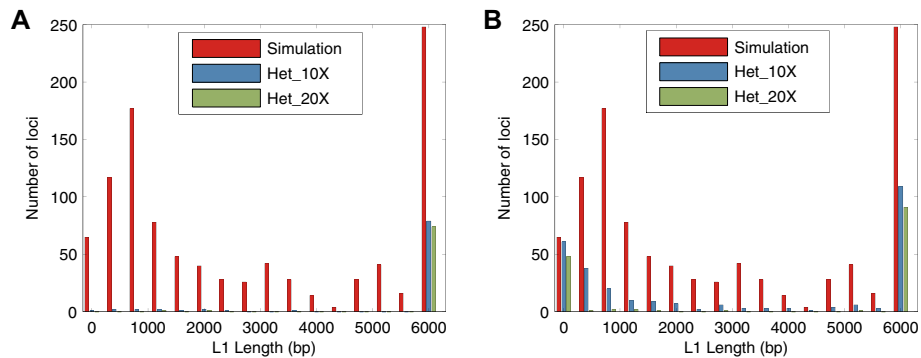 A
Number of loci
250
200
150
100
50
0
0 1000 2000 3000 4000 5000 6000
L1 Length (bp)
Simulation
Het_10X
Het_20X
B
Number of loci
250
200
150
100
50
0
0 1000 2000 3000 4000 5000 6000
L1 Length (bp)
Simulation
Het_10X
Het_20X